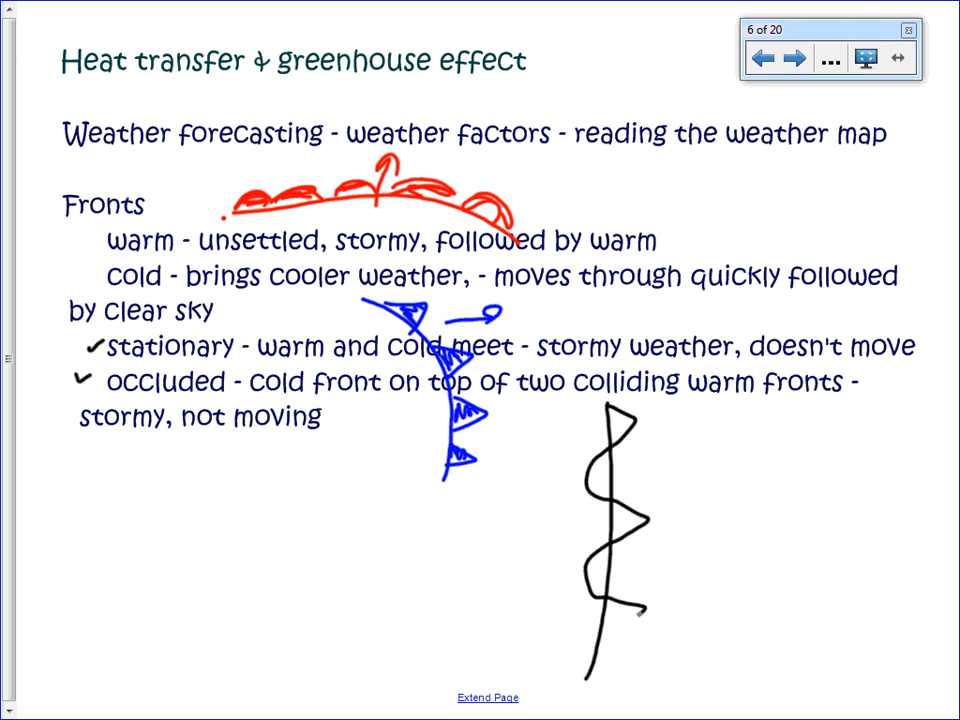 6 of 20
Heat transfer & greenhouse effect
Weather forecasting - weather factors - reading the weather map
Fronts
warm - unsettled, stormy, followed by warm
cold - brings cooler weather, - moves through quickly followed
by clear sky
stationary - warm and cold meet - stormy weather, doesn't move
occluded - cold front on top of two colliding warm fronts -
stormy, not moving
Extend Page